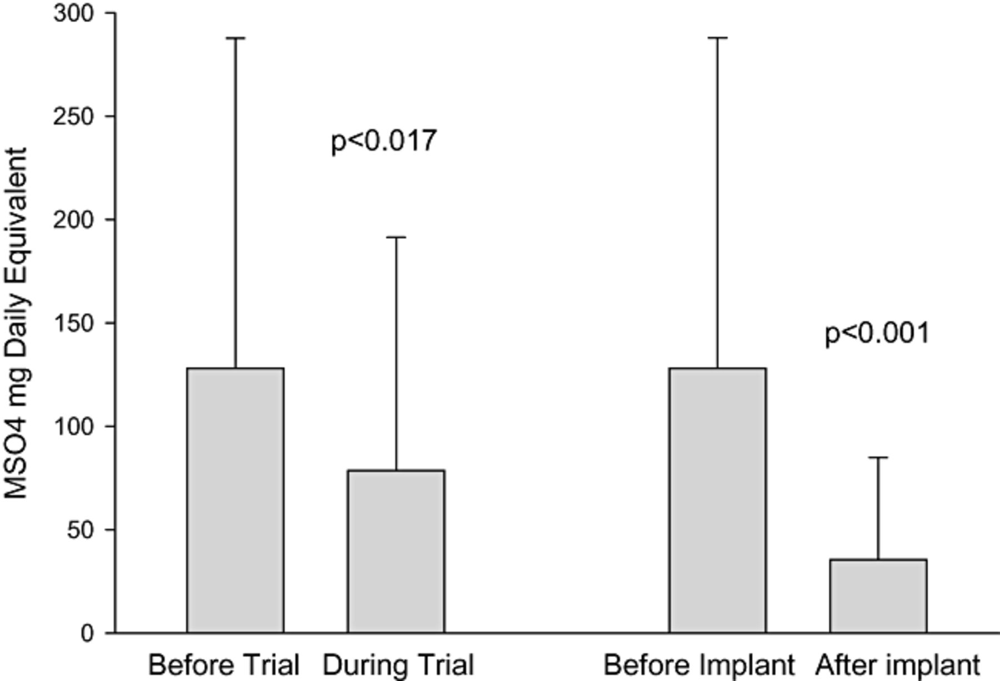 MSO4 mg Daily Equivalent
300
250
200
150
100
50
0
p<0.017
p<0.001
Before Trial
During Trial
Before Implant
After implant